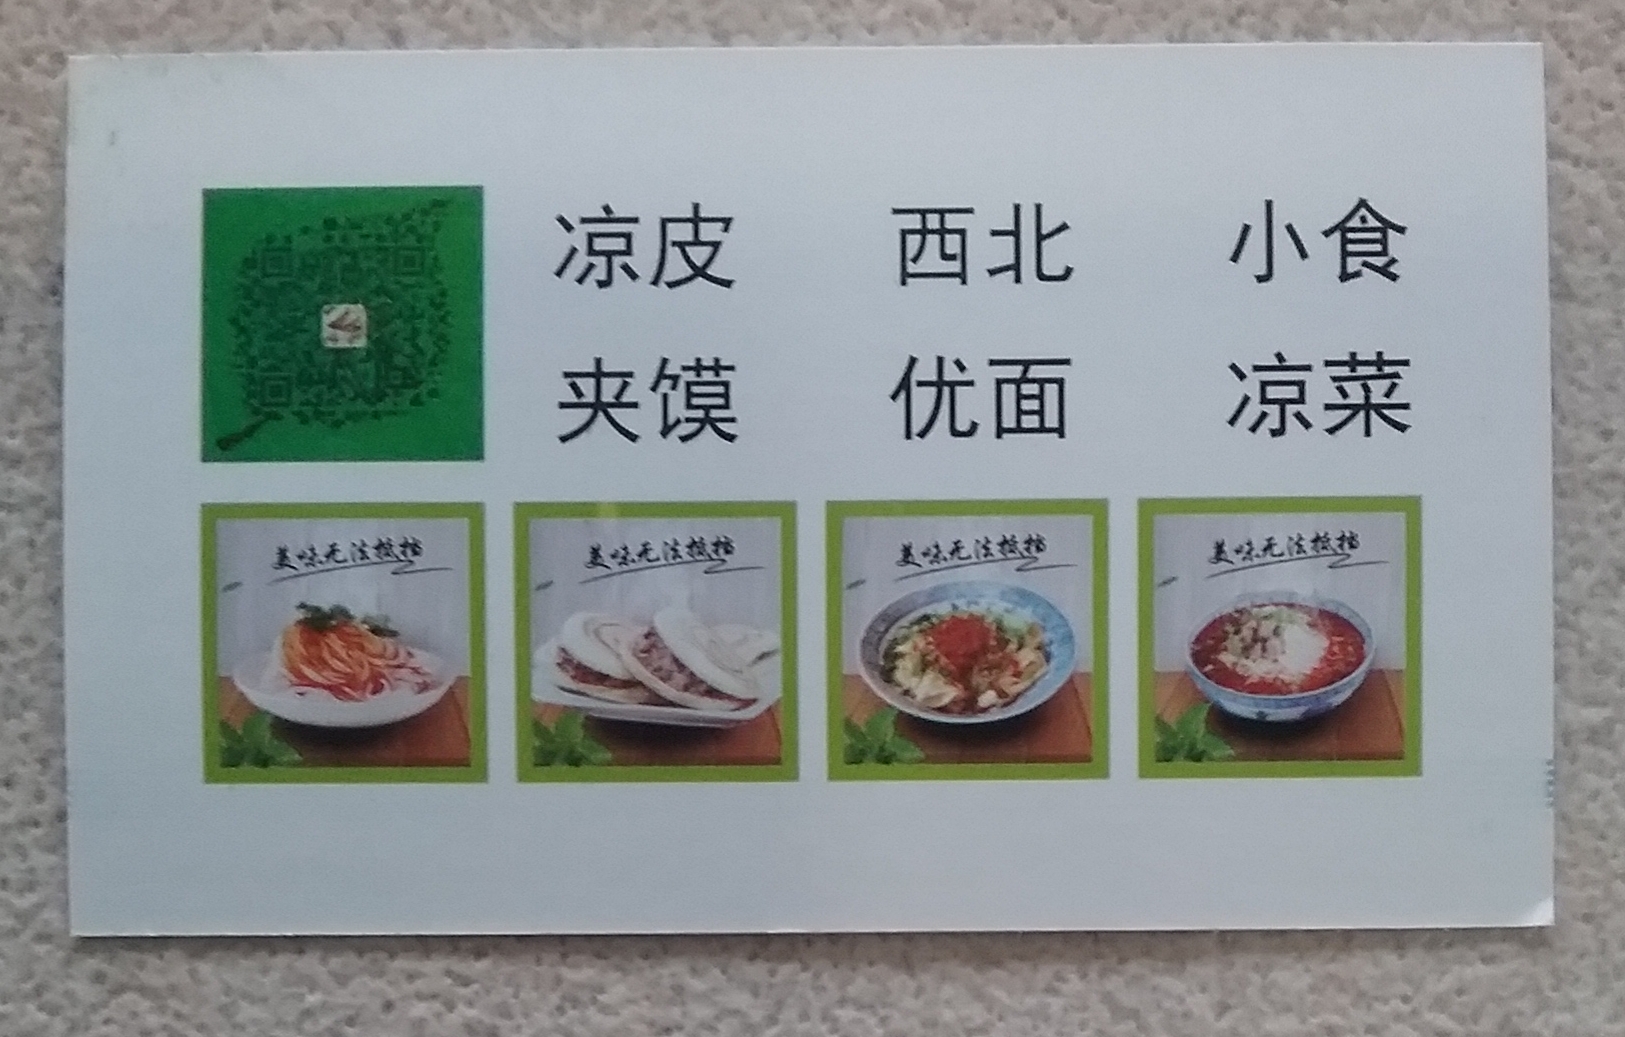 凉皮 西北 小食
夹馍 优面 凉菜
美味无法抵挡 美味无法抵挡 美味无法抵挡 美味无法抵挡